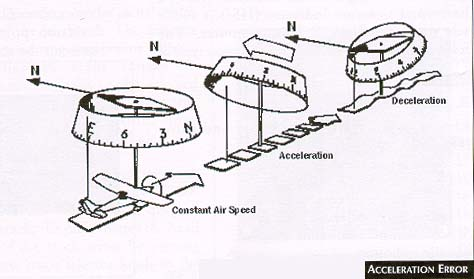 N
N
N
E 6 3 N
Constant Air Speed
Acceleration
Deceleration
ACCELERATION ERROR